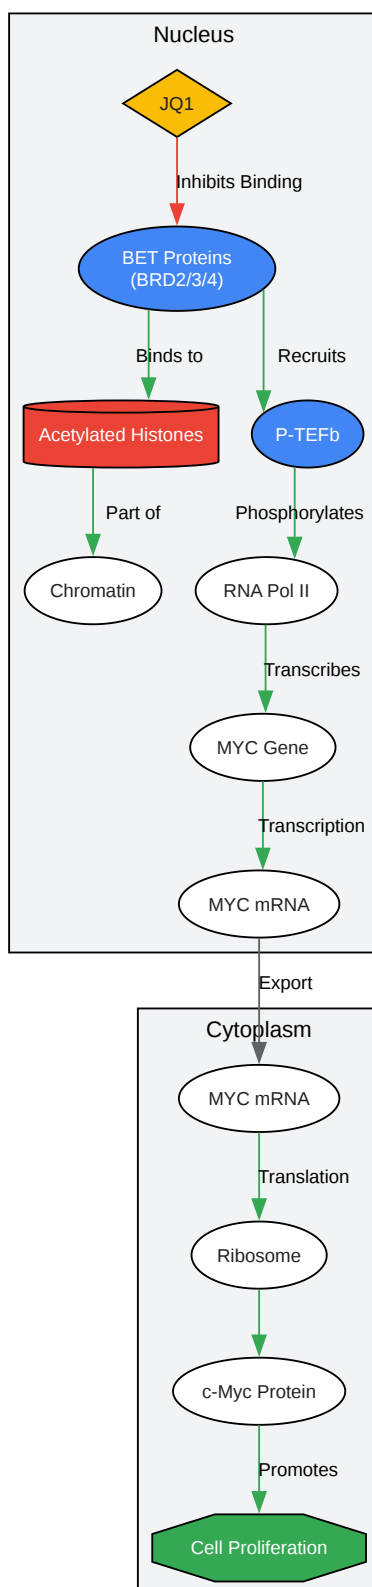 Nucleus
JQ1
Inhibits Binding
BET Proteins
(BRD2/3/4)
Binds to
Recruits
Acetylated Histones
P-TEFb
Part of
Phosphorylates
Chromatin
RNA Pol II
Transcribes
MYC Gene
Transcription
MYC mRNA
Export
Cytoplasm
MYC mRNA
Translation
Ribosome
c-Myc Protein
Promotes
Cell Proliferation